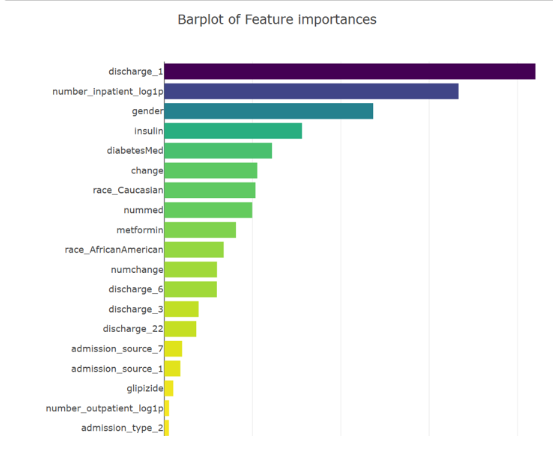 Barplot of Feature importances
discharge_1
number_inpatient_log1p
gender
insulin
diabetesMed
change
race_Caucasian
nummed
metformin
race_AfricanAmerican
numchange
discharge_6
discharge_3
discharge_22
admission_source_7
admission_source_1
glipizide
number_outpatient_log1p
admission_type_2